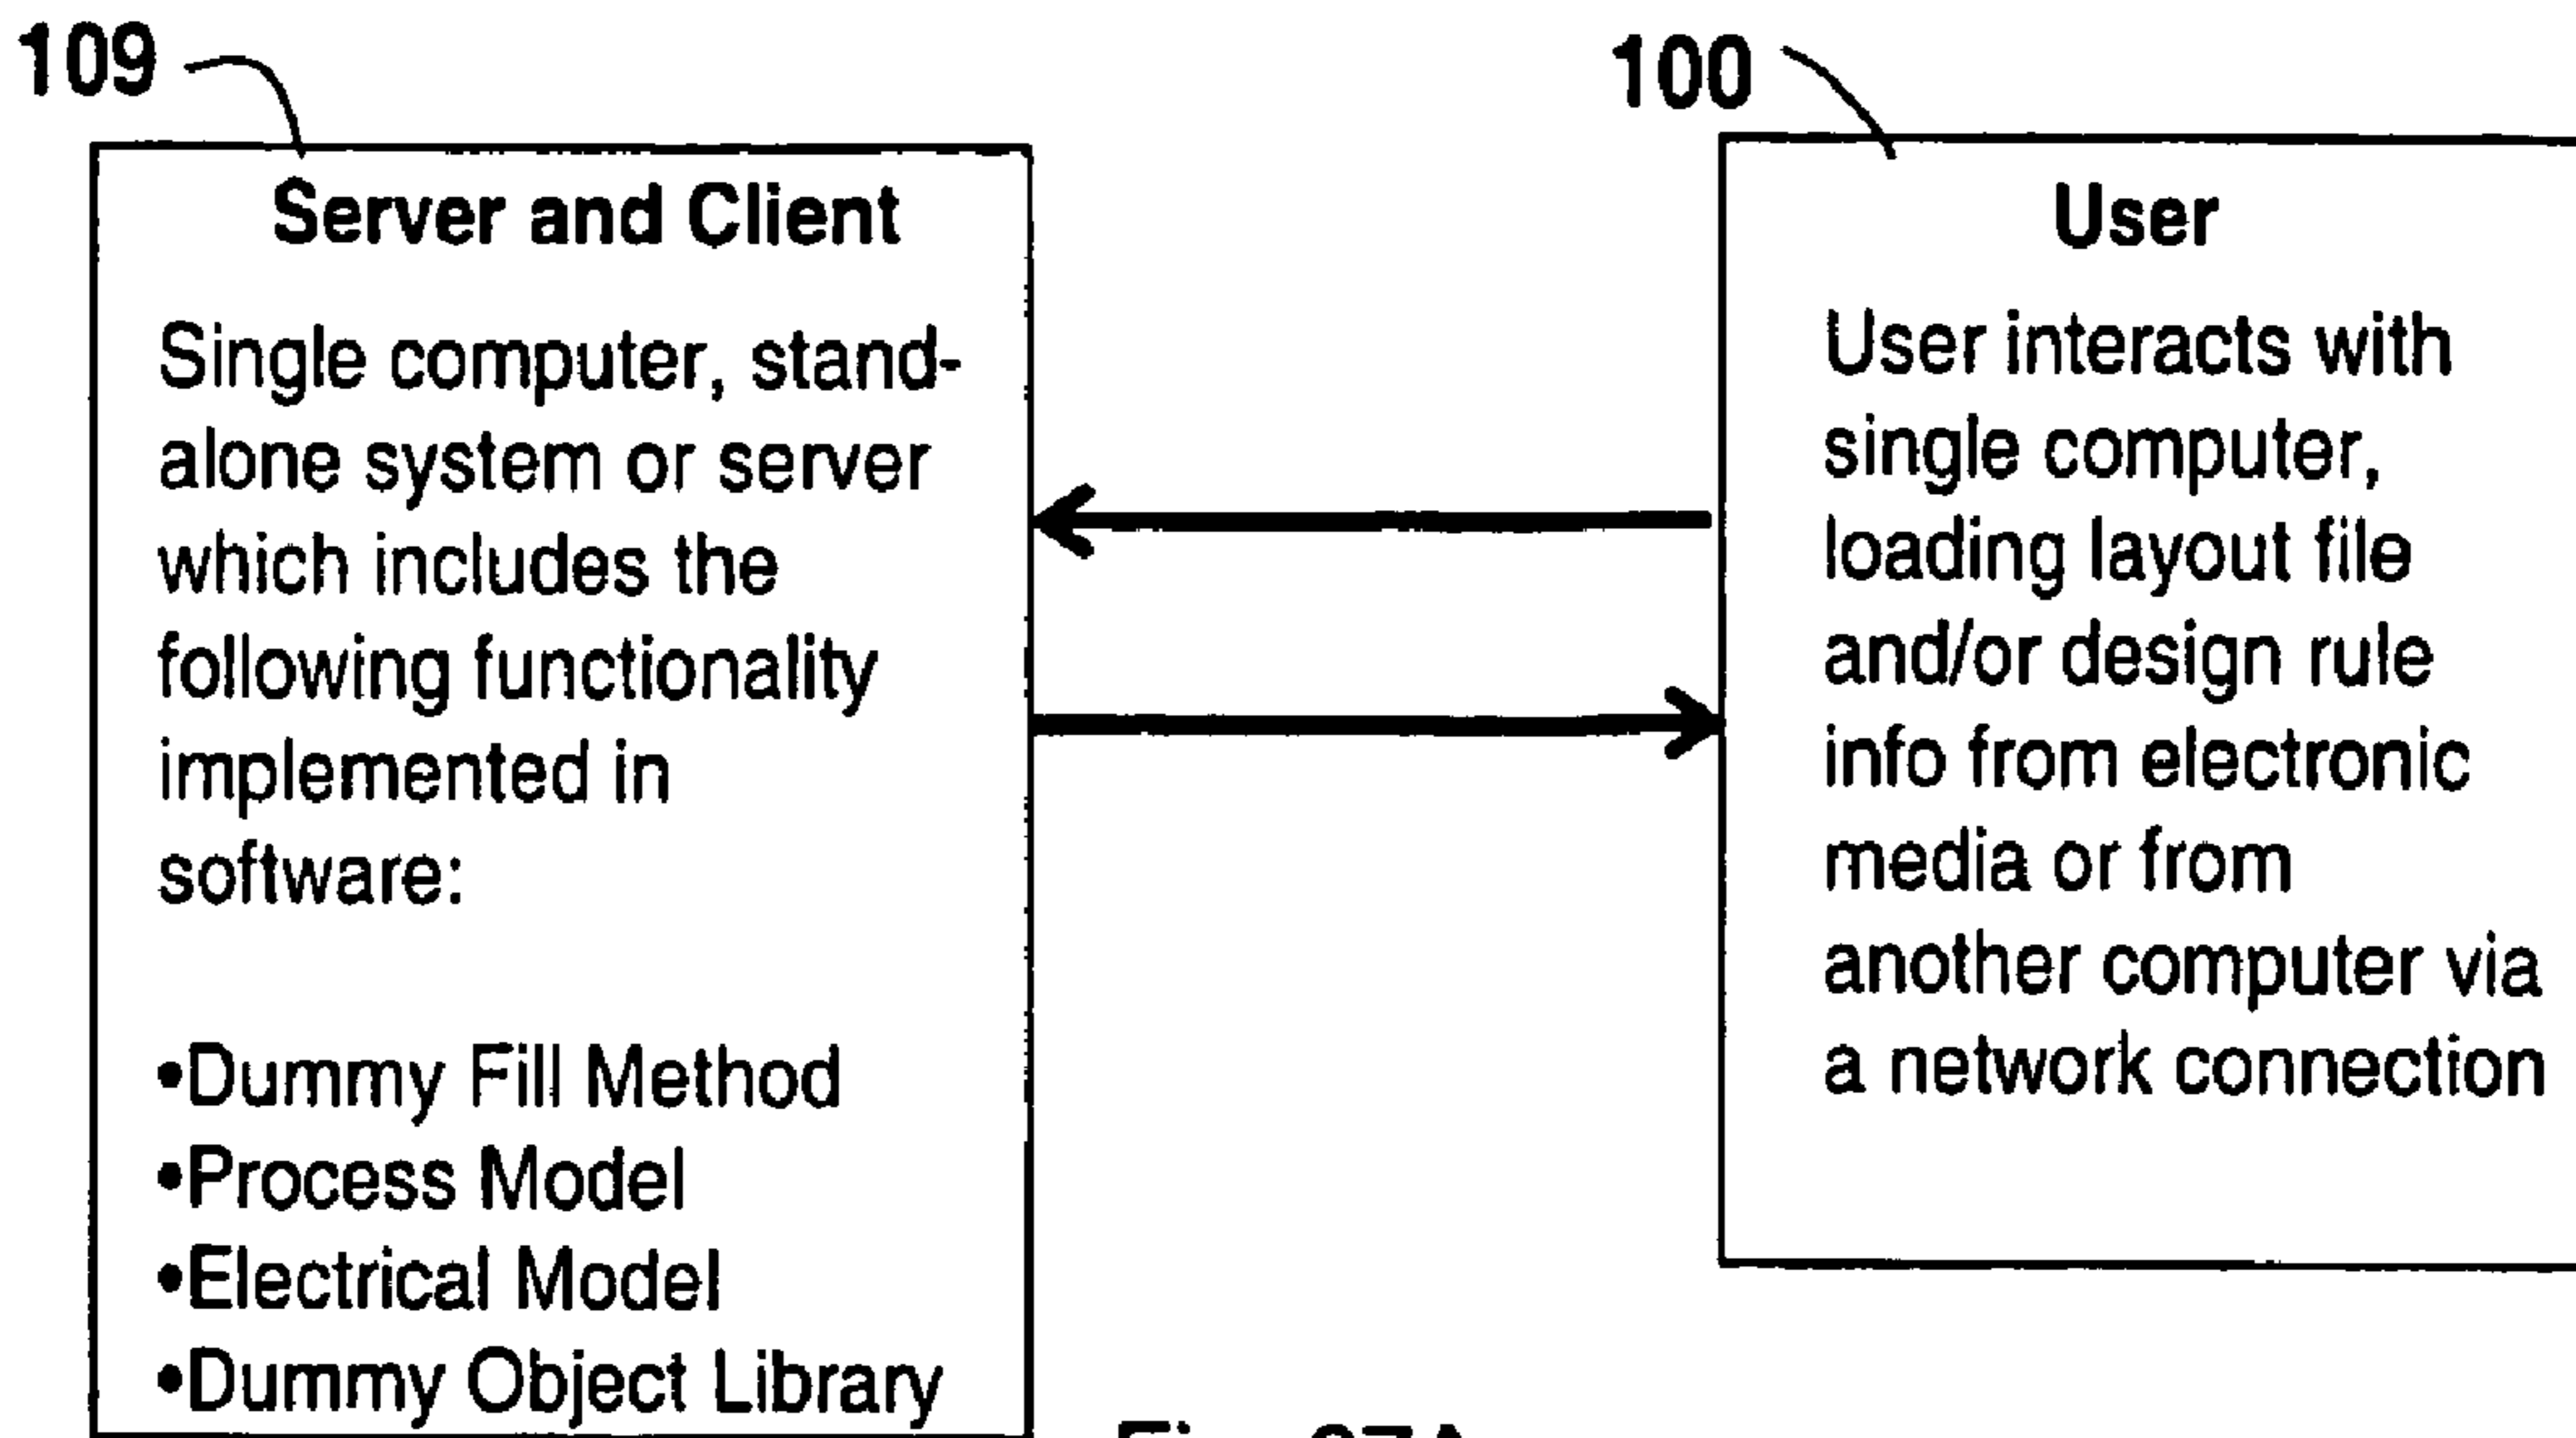 109
Server and Client
Single computer, stand-
alone system or server
which includes the
following functionality
implemented in
software:
•Dummy Fill Method
•Process Model
•Electrical Model
•Dummy Object Library
100
User
User interacts with
single computer,
loading layout file
and/or design rule
info from electronic
media or from
another computer via
a network connection